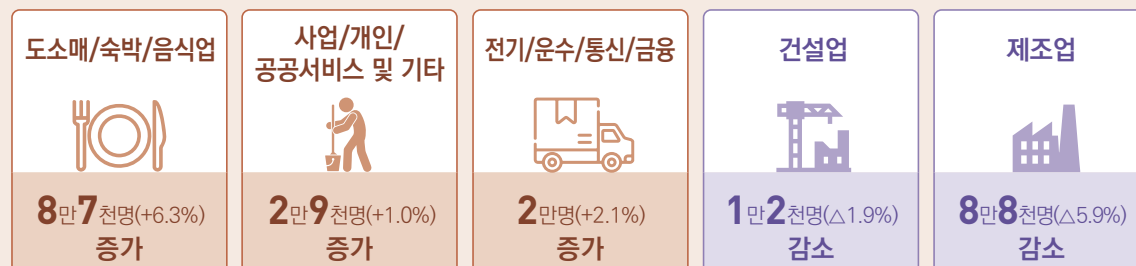 도소매/숙박/음식업
8만7천명(+6.3%)
증가
사업/개인/
공공서비스 및 기타
2만9천명(+1.0%)
증가
전기/운수/통신/금융
2만명(+2.1%)
증가
건설업
1만2천명(△1.9%)
감소
제조업
8만8천명(△5.9%)
감소